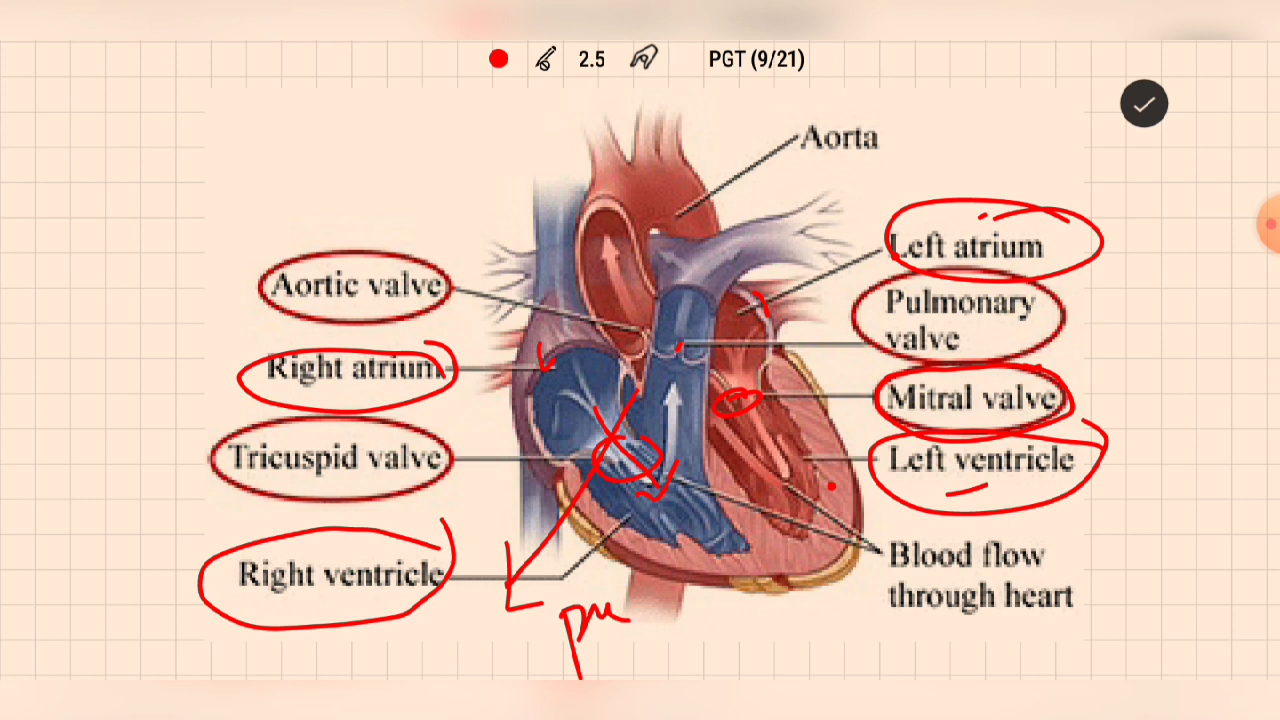 2.5 PGT (9/21)
Aorta
Left atrium
Aortic valve
Pulmonary
valve
Right atrium
Mitral valve
Tricuspid valve
Left ventricle
Right ventricle
Blood flow
through heart